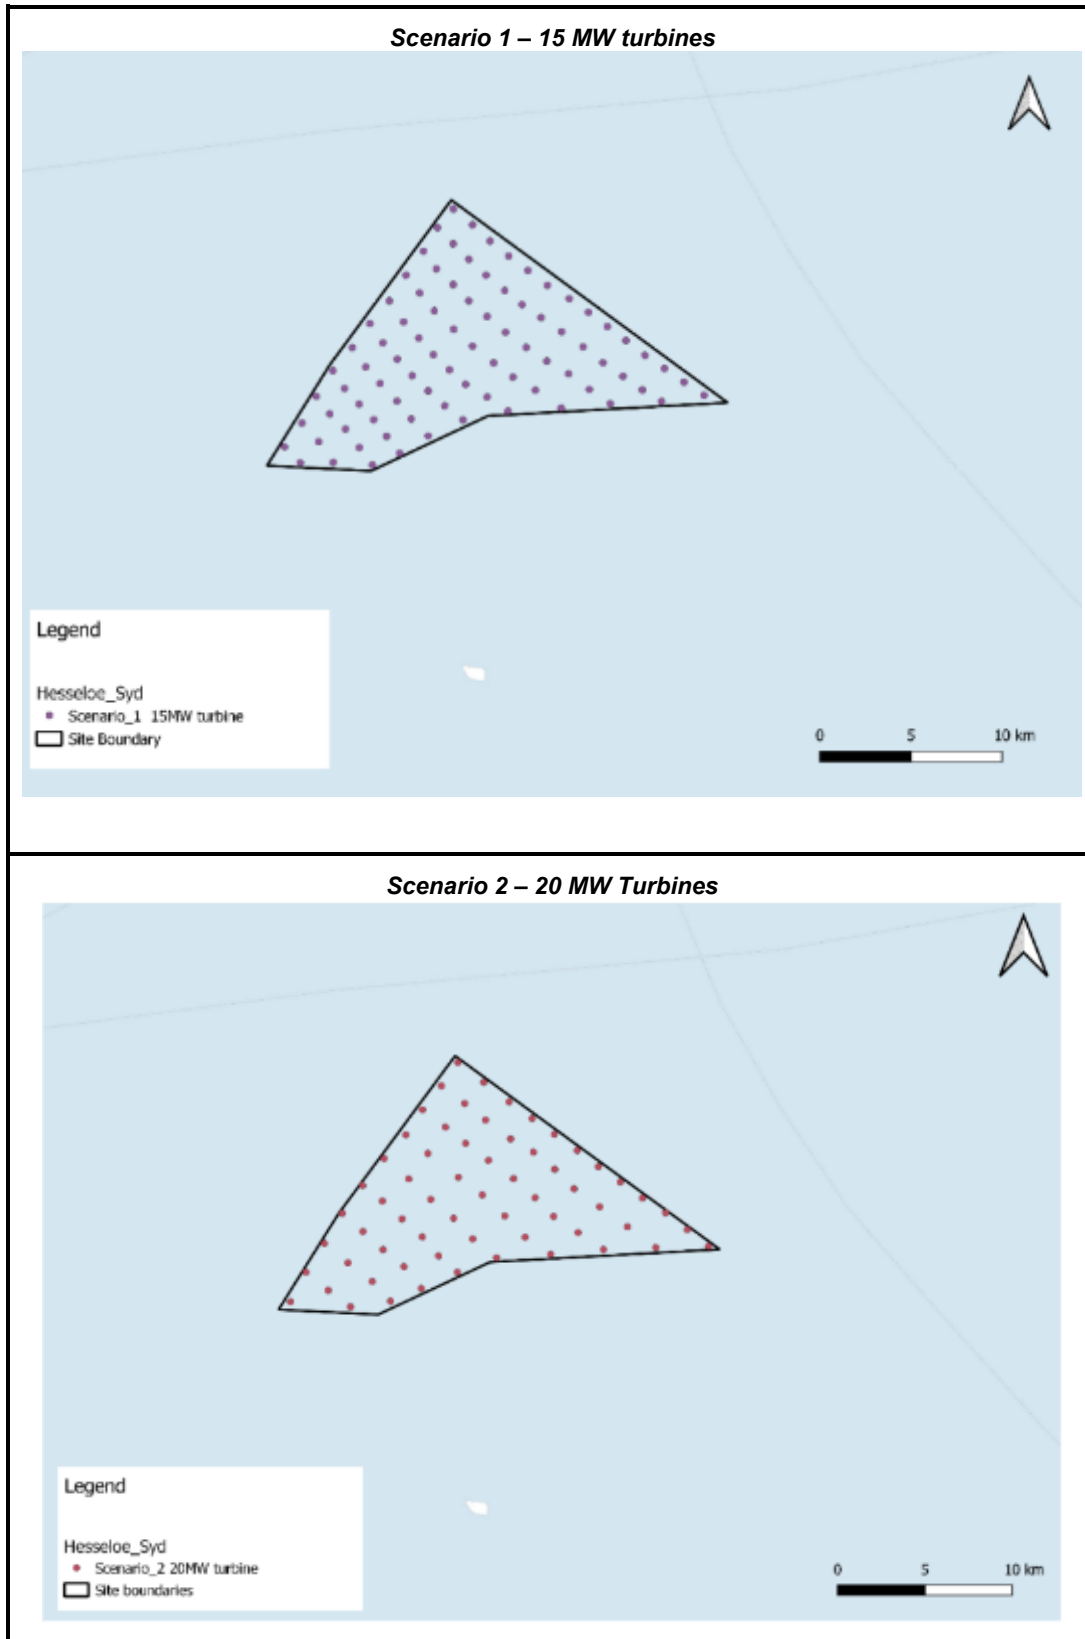 Scenario 1 – 15 MW turbines
Legend
Hesseloe_Syd
Scenario_1 15MW turbine
Site Boundary
0 5 10 km
Scenario 2 – 20 MW Turbines
Legend
Hesseloe_Syd
Scenario_2 20MW turbine
Site boundaries
0 5 10 km